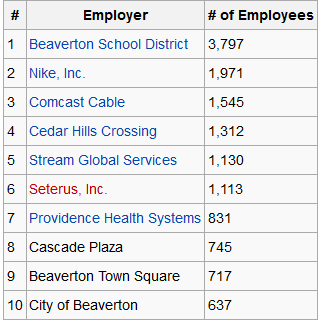 # Employer # of Employees
1 Beaverton School District 3,797
2 Nike, Inc. 1,971
3 Comcast Cable 1,545
4 Cedar Hills Crossing 1,312
5 Stream Global Services 1,130
6 Seterus, Inc. 1,113
7 Providence Health Systems 831
8 Cascade Plaza 745
9 Beaverton Town Square 717
10 City of Beaverton 637